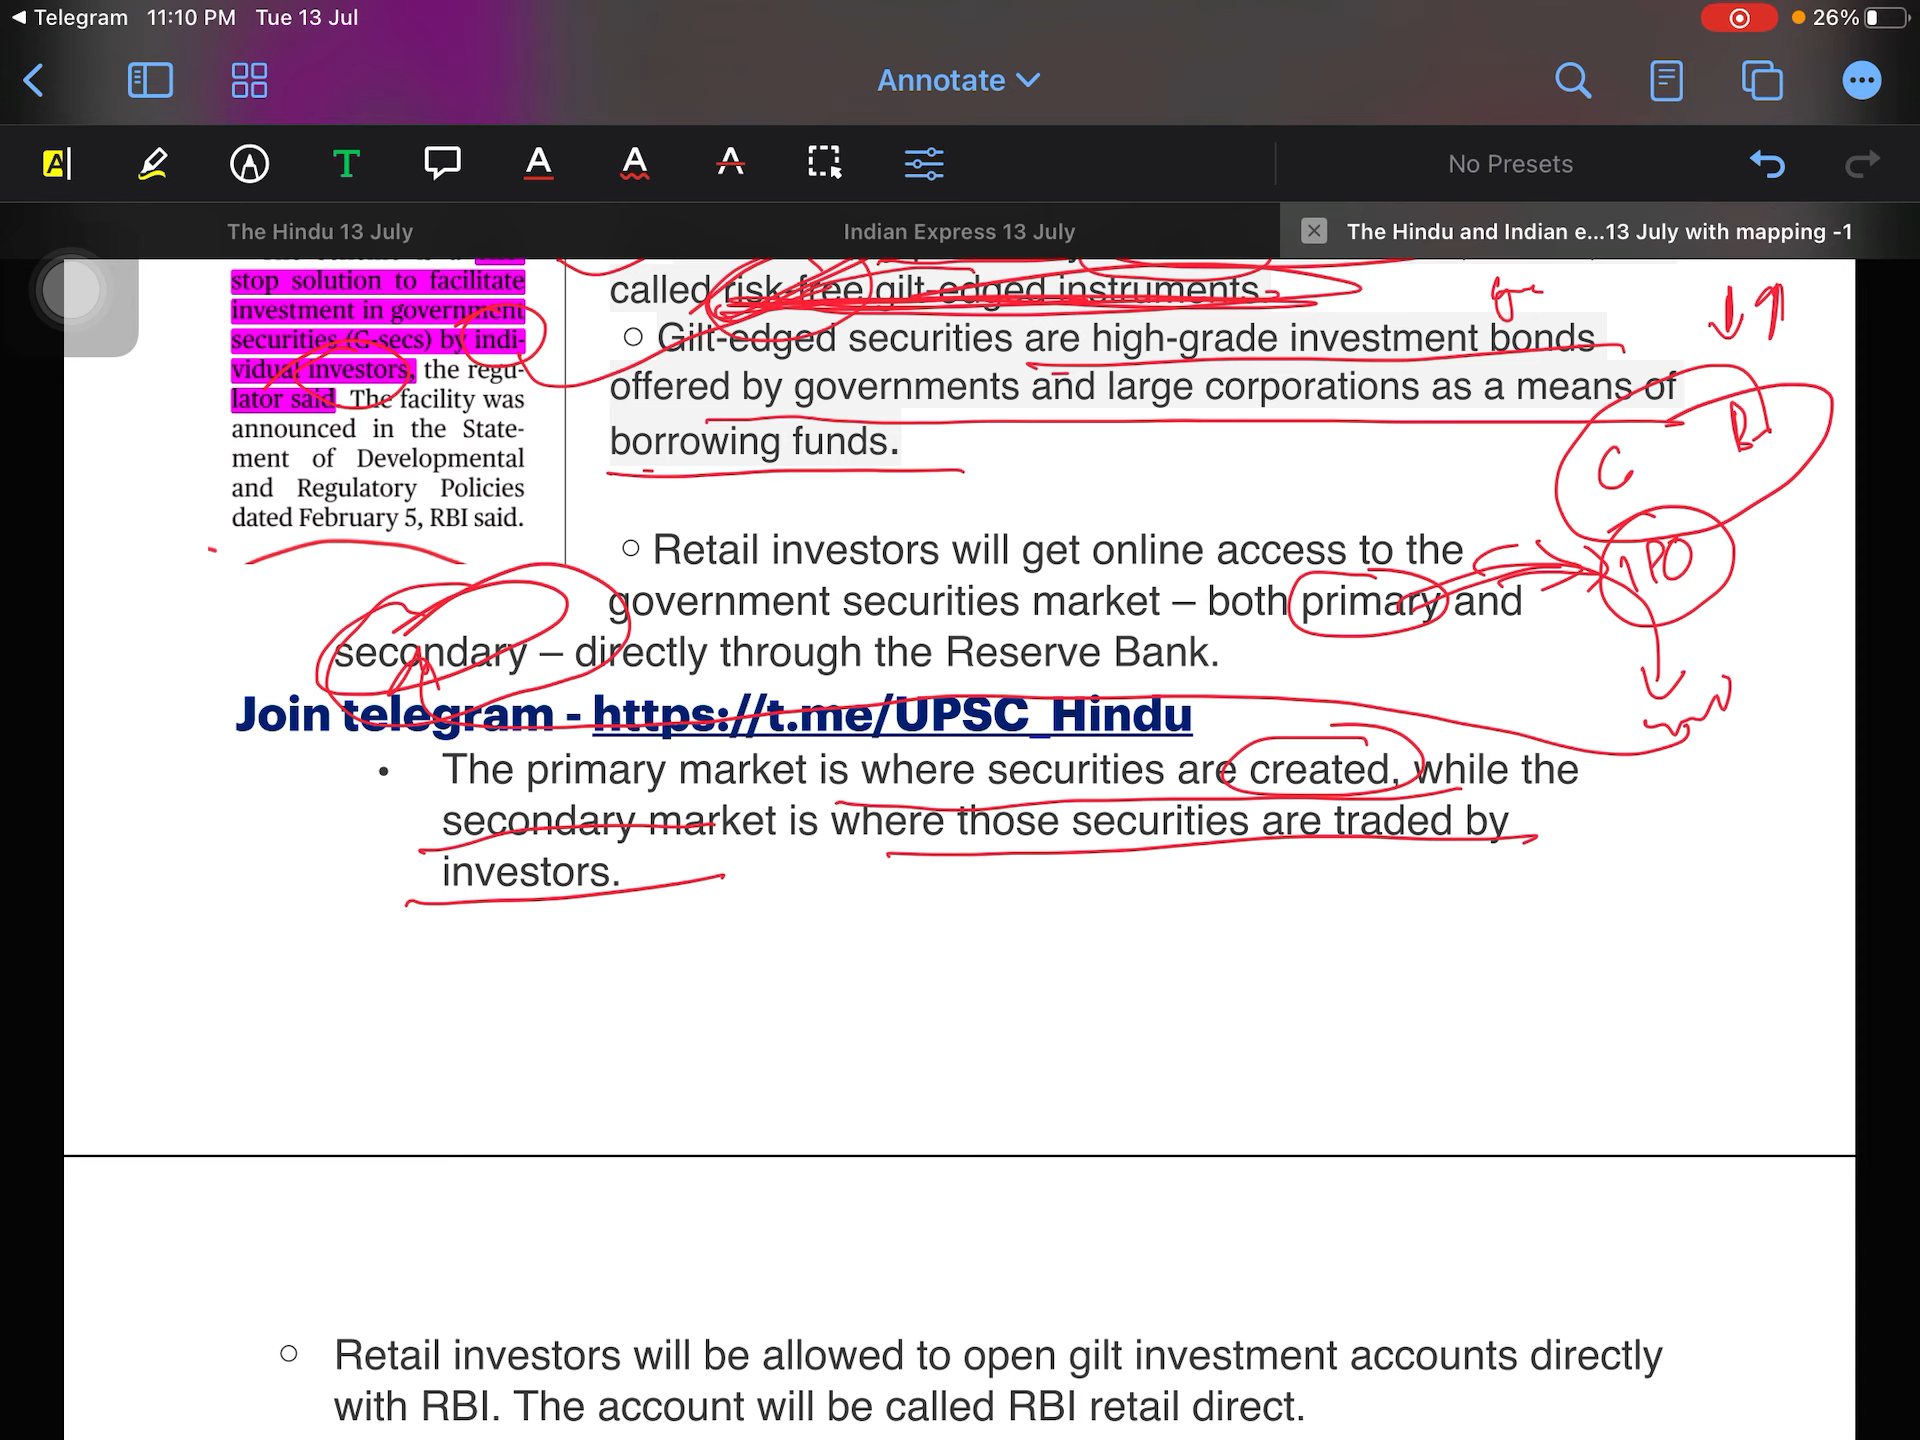 Telegram 11:10 PM Tue 13 Jul 26%
Annotate
No Presets
The Hindu 13 July
Indian Express 13 July
The Hindu and Indian e...13 July with mapping -1
stop solution to facilitate
investment in government
securities (G-secs) by indi-
vidual investors, the regu-
lator said. The facility was
announced in the State-
ment of Developmental
and Regulatory Policies
dated February 5, RBI said.
called risk-free gilt-edged instruments.
Gilt-edged securities are high-grade investment bonds
offered by governments and large corporations as a means of
borrowing funds.
C
IPO
Retail investors will get online access to the
government securities market – both primary and
secondary – directly through the Reserve Bank.
Join telegram - https://t.me/UPSC_Hindu
• The primary market is where securities are created, while the
secondary market is where those securities are traded by
investors.
Retail investors will be allowed to open gilt investment accounts directly
with RBI. The account will be called RBI retail direct.